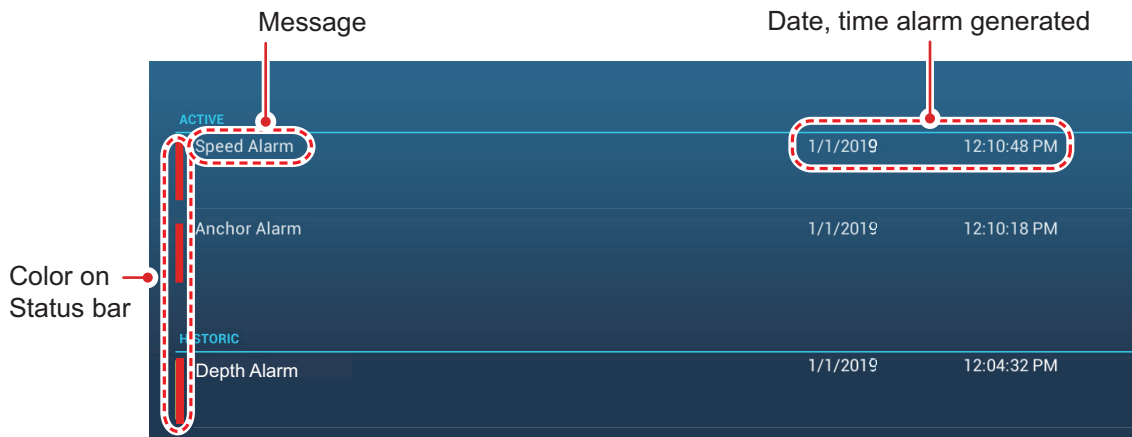 Message
Date, time alarm generated
ACTIVE
Speed Alarm 1/1/2019 12:10:48 PM
Anchor Alarm 1/1/2019 12:10:18 PM
Color on
Status bar
HISTORIC
Depth Alarm 1/1/2019 12:04:32 PM